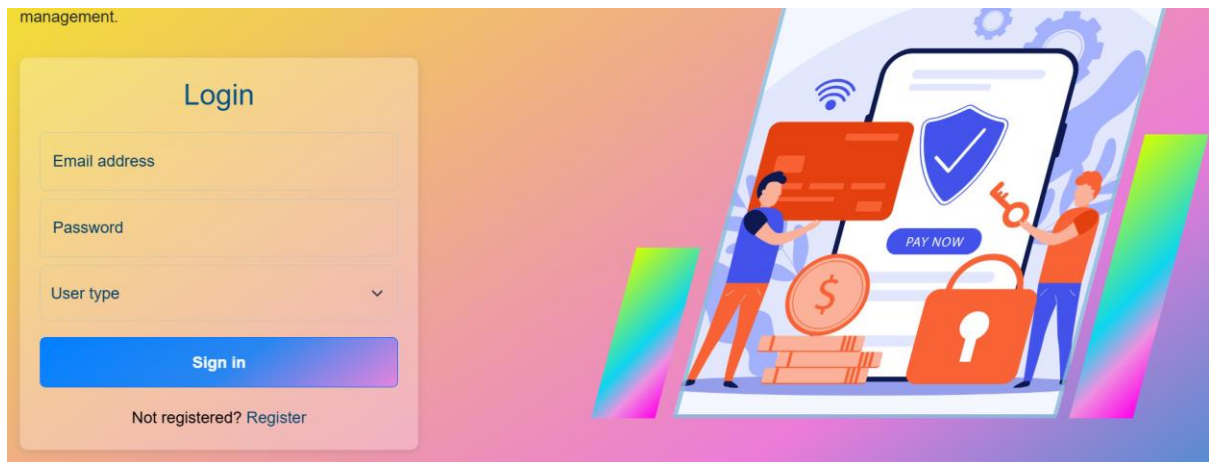 management.
Login
Email address
Password
User type
Sign in
Not registered? Register
$
PAY NOW